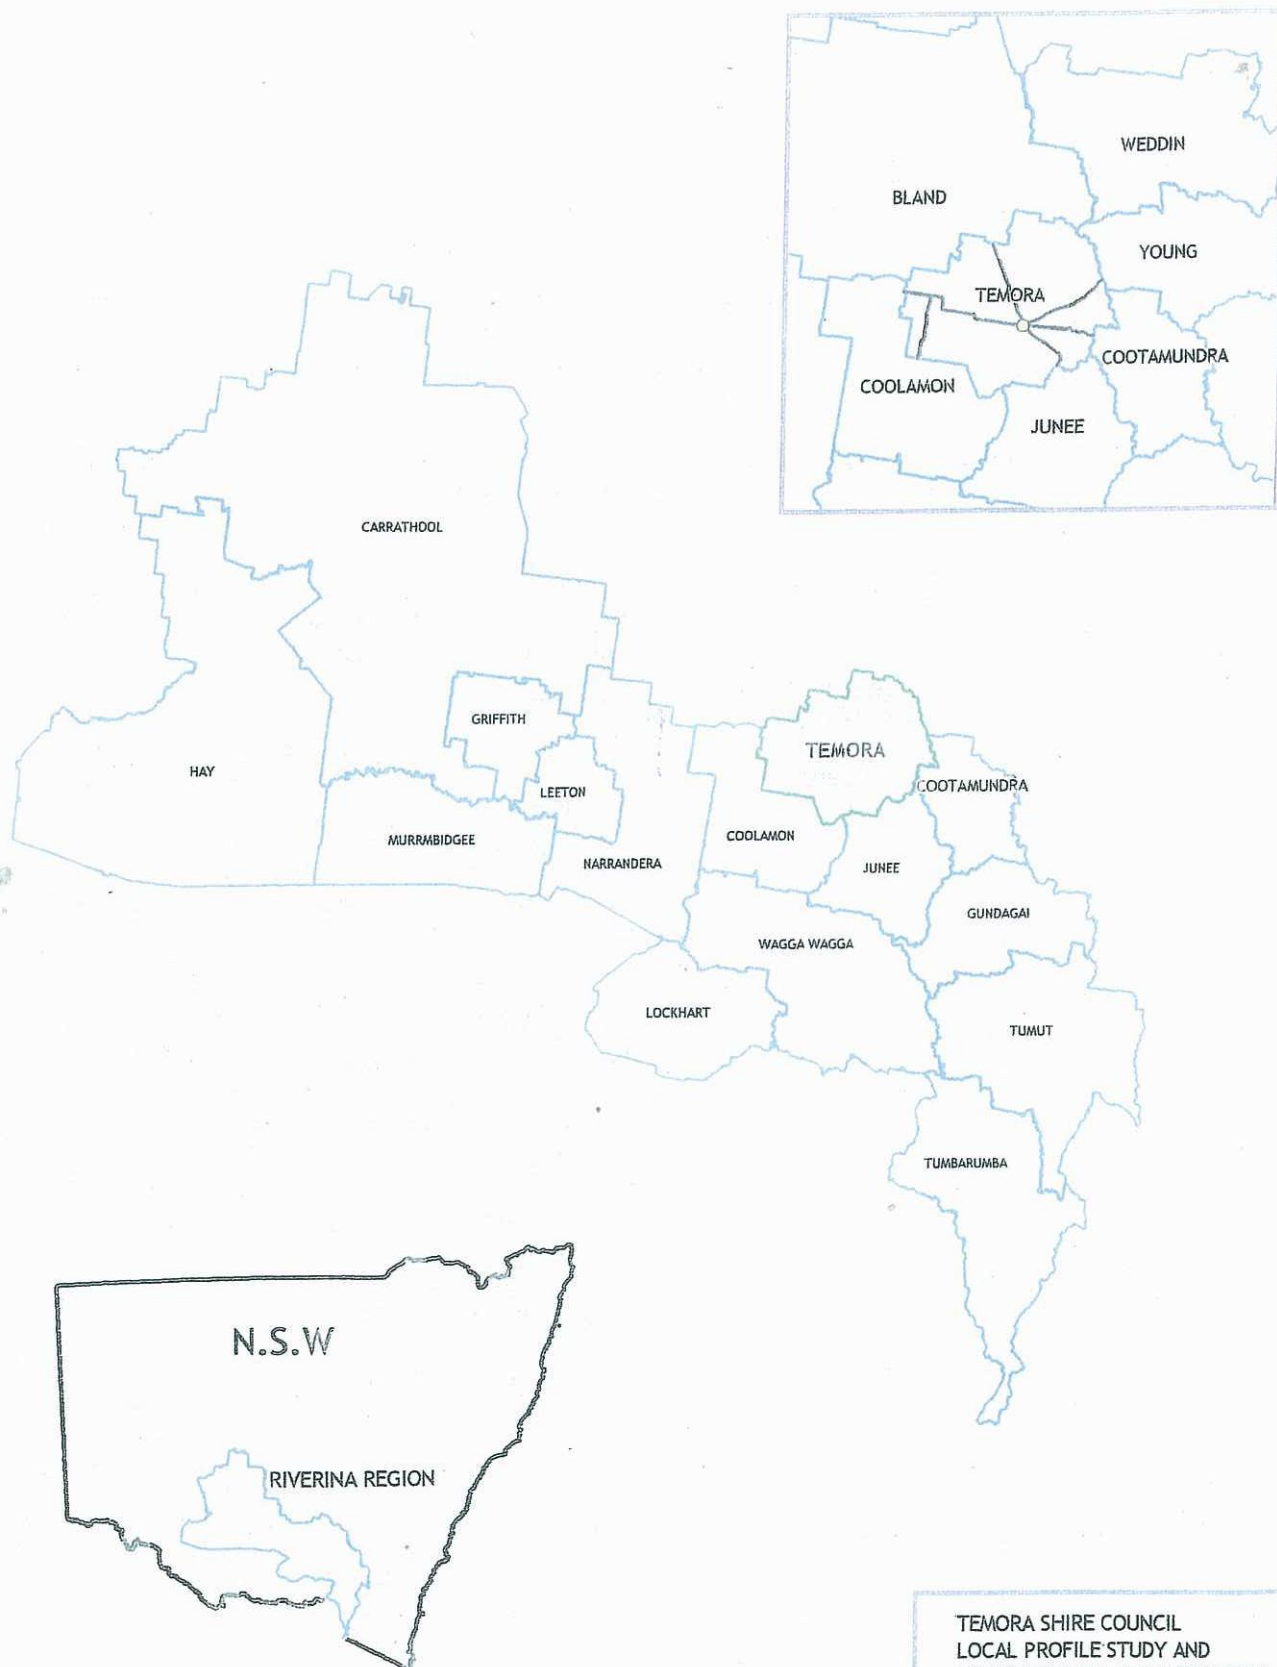 WEDDIN
BLAND
YOUNG
TEMORA
COOTAMUNDRA
COOLAMON
JUNEE
CARRATHOOL
GRIFFITH
TEMORA
HAY
LEETON
COOTAMUNDRA
MURRMBIDGEE
COOLAMON
NARRANDERA
JUNEE
GUNDAGAI
WAGGA WAGGA
LOCKHART
TUMUT
TUMBARUMBA
N.S.W
RIVERINA REGION
TEMORA SHIRE COUNCIL
LOCAL PROFILE STUDY AND